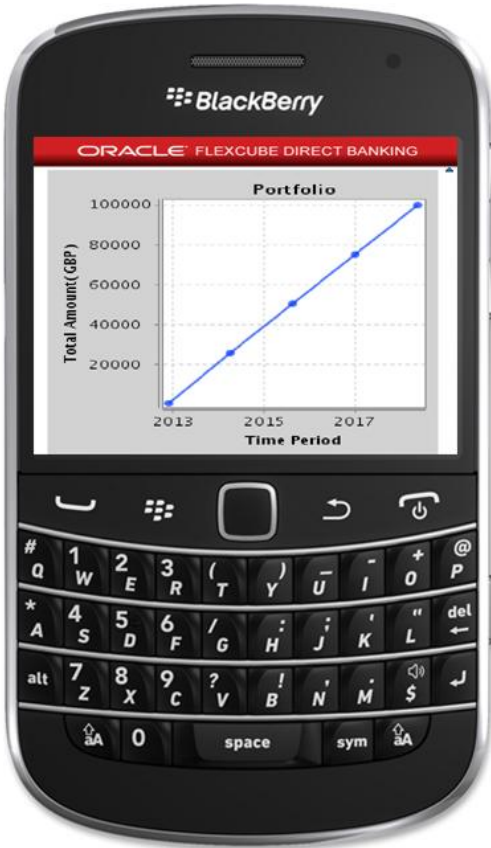 BlackBerry
ORACLE FLEXCUBE DIRECT BANKING
Portfolio
100000
80000
60000
40000
20000
Total Amount(GBP)
2013 2015 2017
Time Period
# 1 2 3 ( ) _ - + @
Q W E R T Y U I O P
* 4 5 6 / : ; ' " del
A S D F G H J K L
alt 7 8 9 ? ! , . $
Z X C V B N M
aA 0 space sym aA